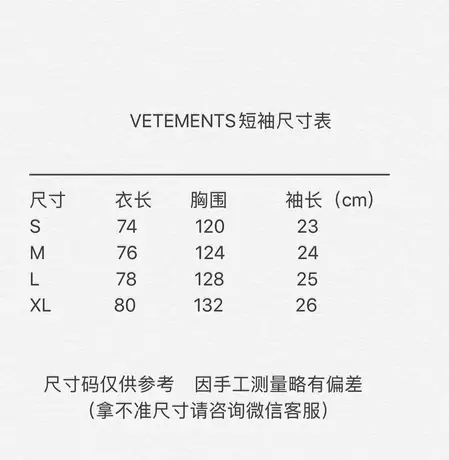 VETEMENTS短袖尺寸表
尺寸 衣长 胸围 袖长（cm）
S 74 120 23
M 76 124 24
L 78 128 25
XL 80 132 26
尺寸码仅供参考 因手工测量略有偏差
（拿不准尺寸请咨询微信客服）